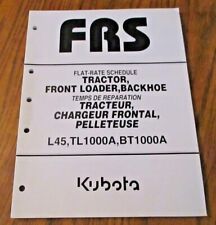 FRS
FLAT-RATE SCHEDULE
TRACTOR,
FRONT LOADER,BACKHOE
TEMPS DE REPARATION
TRACTEUR,
CHARGEUR FRONTAL,
PELLETEUSE
L45,TL1000A,BT1000A
Kubota